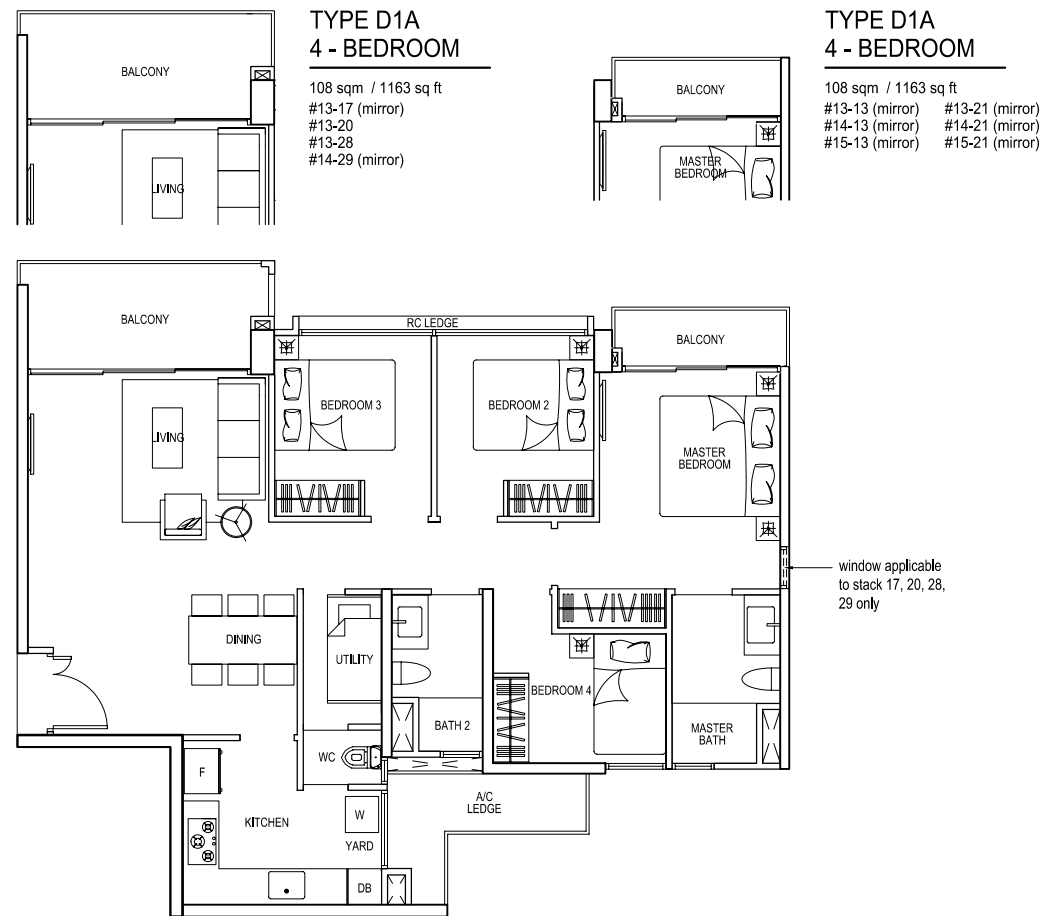 TYPE D1A
4 - BEDROOM
108 sqm / 1163 sq ft
#13-17 (mirror)
#13-20
#13-28
#14-29 (mirror)
BALCONY
LIVING
TYPE D1A
4 - BEDROOM
108 sqm / 1163 sq ft
#13-13 (mirror) #13-21 (mirror)
#14-13 (mirror) #14-21 (mirror)
#15-13 (mirror) #15-21 (mirror)
BALCONY
MASTER
BEDROOM
BALCONY
RC LEDGE
BALCONY
BEDROOM 3
BEDROOM 2
LIVING
MASTER
BEDROOM
window applicable
to stack 17, 20, 28,
29 only
DINING
UTILITY
BEDROOM 4
BATH 2
MASTER
BATH
WC
F
A/C
LEDGE
KITCHEN
W
YARD
DB